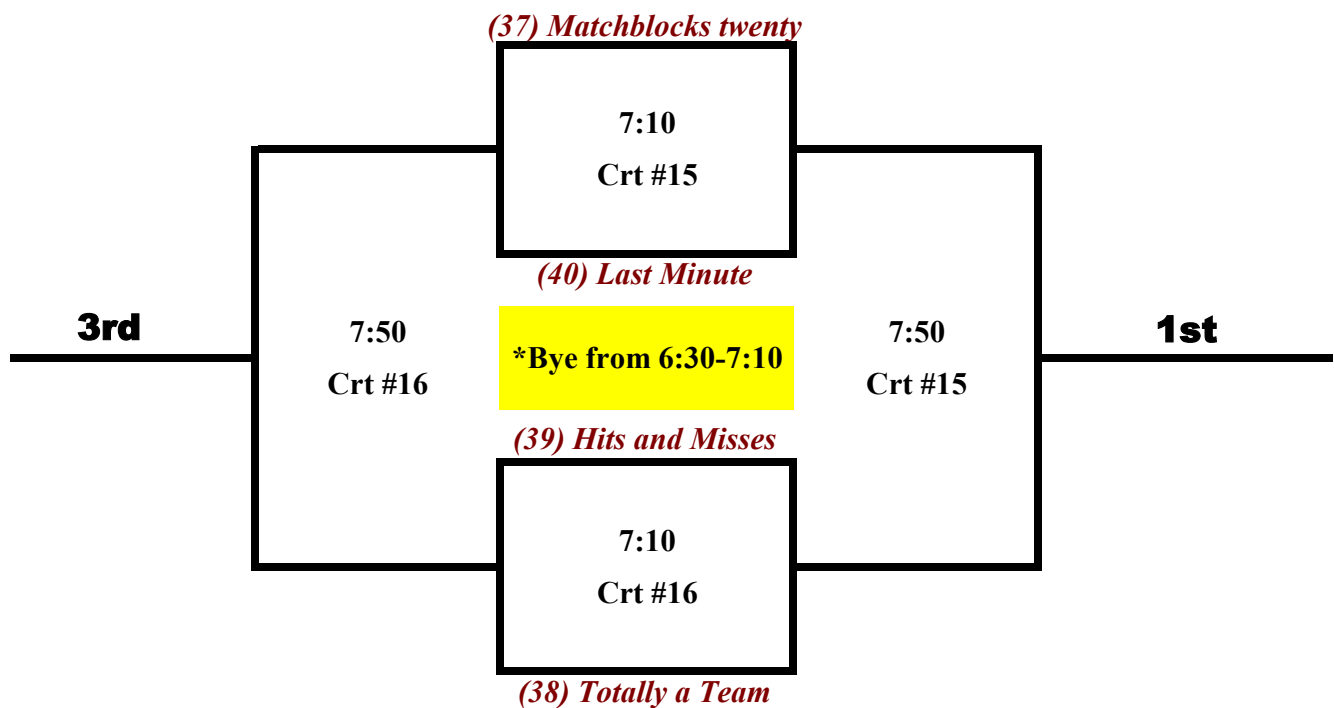 (37) Matchblocks twenty
7:10
Crt #15
(40) Last Minute
3rd
7:50
Crt #16
*Bye from 6:30-7:10
7:50
Crt #15
1st
(39) Hits and Misses
7:10
Crt #16
(38) Totally a Team